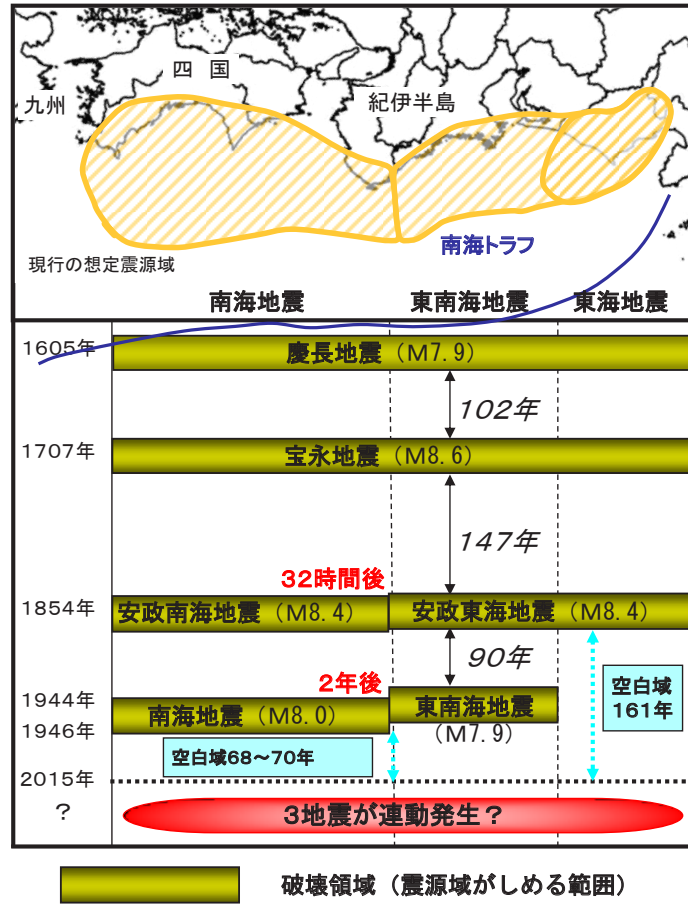 四 国
九州
紀伊半島
南海トラフ
現行の想定震源域
南海地震
東南海地震
東海地震
1605年
慶長地震（M7.9）
102年
1707年
宝永地震（M8.6）
147年
32時間後
1854年
安政南海地震（M8.4）
安政東海地震（M8.4）
90年
2年後
空白域
161年
1944年
南海地震（M8.0）
東南海地震
（M7.9）
1946年
空白域68～70年
2015年
？
3地震が連動発生？
破壊領域（震源域がしめる範囲）